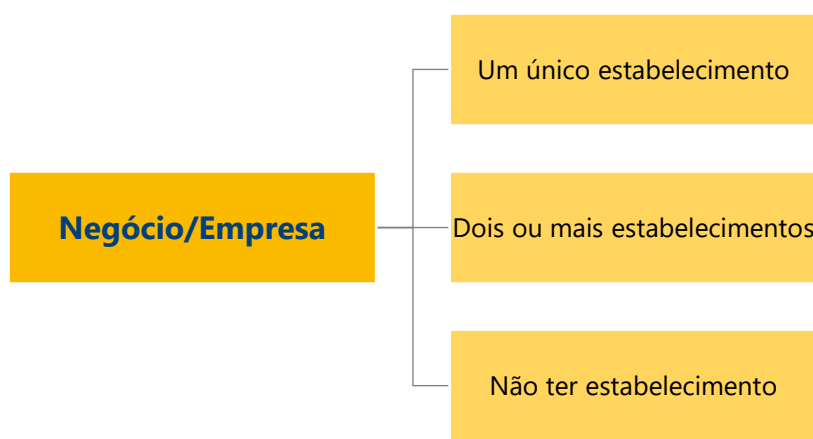 Um único estabelecimento
Negócio/Empresa
Dois ou mais estabelecimentos
Não ter estabelecimento